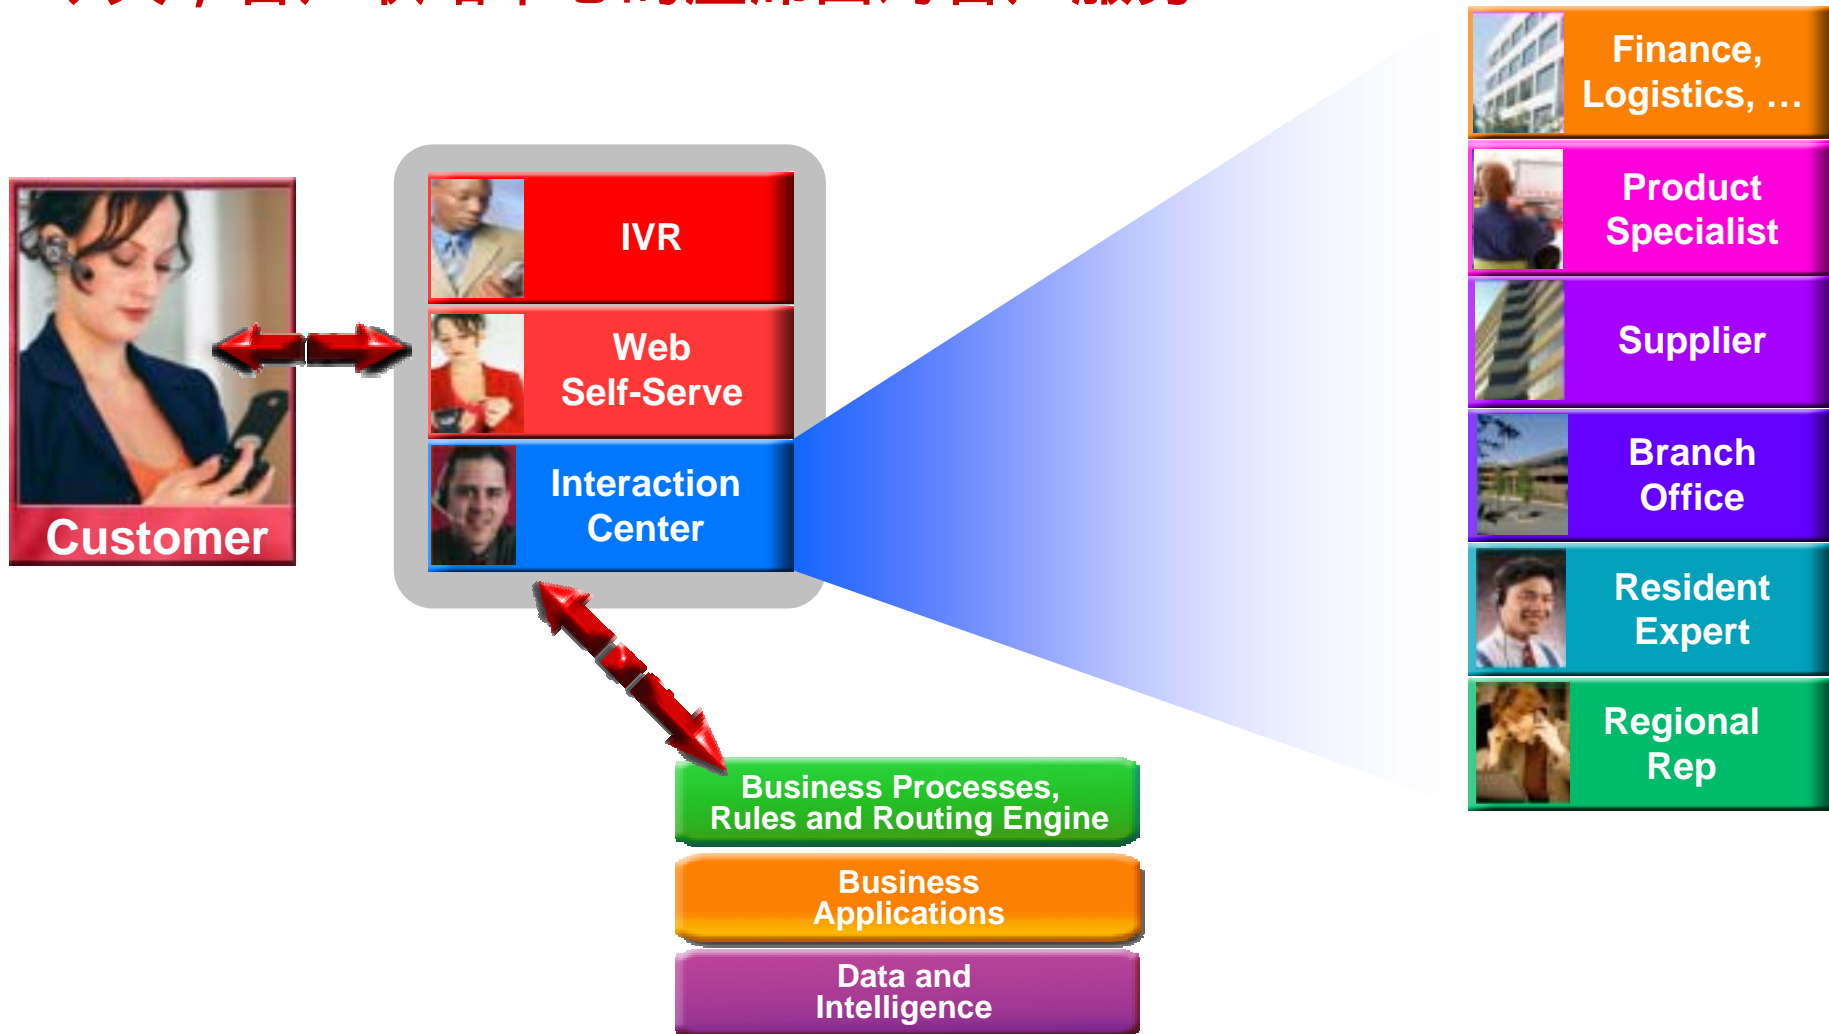 Finance,
Logistics, …
Product
Specialist
IVR
Supplier
Web
Self-Serve
Branch
Office
Interaction
Center
Customer
Resident
Expert
Regional
Rep
Business Processes,
Rules and Routing Engine
Business
Applications
Data and
Intelligence